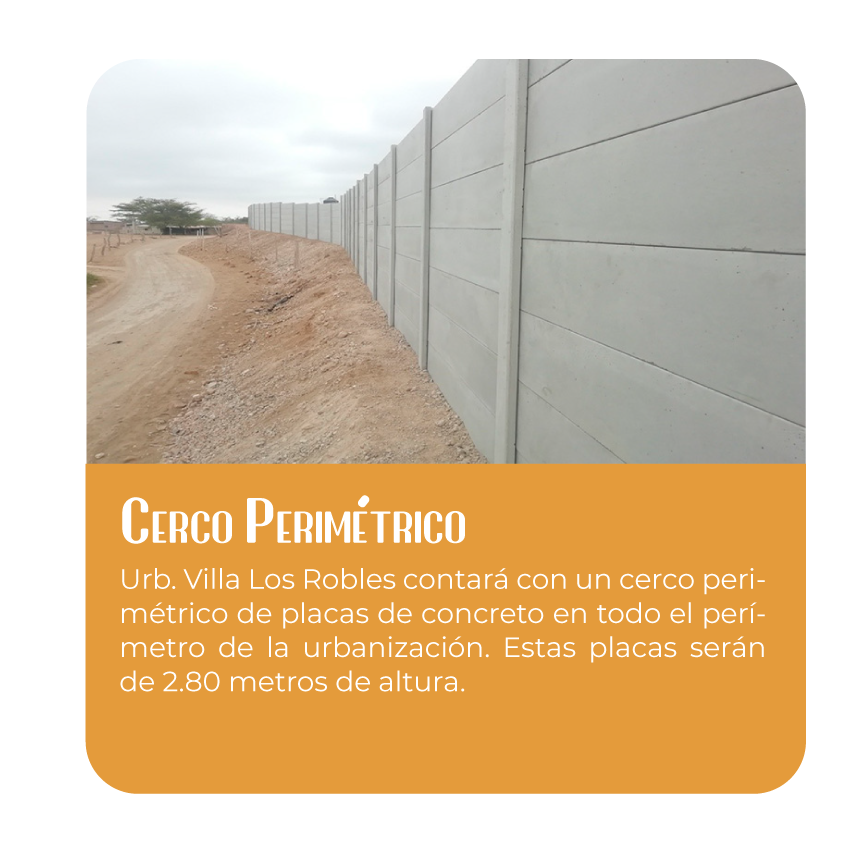 Cerco Perimétrico
Urb. Villa Los Robles contará con un cerco peri-
métrico de placas de concreto en todo el perí-
metro de la urbanización. Estas placas serán
de 2.80 metros de altura.